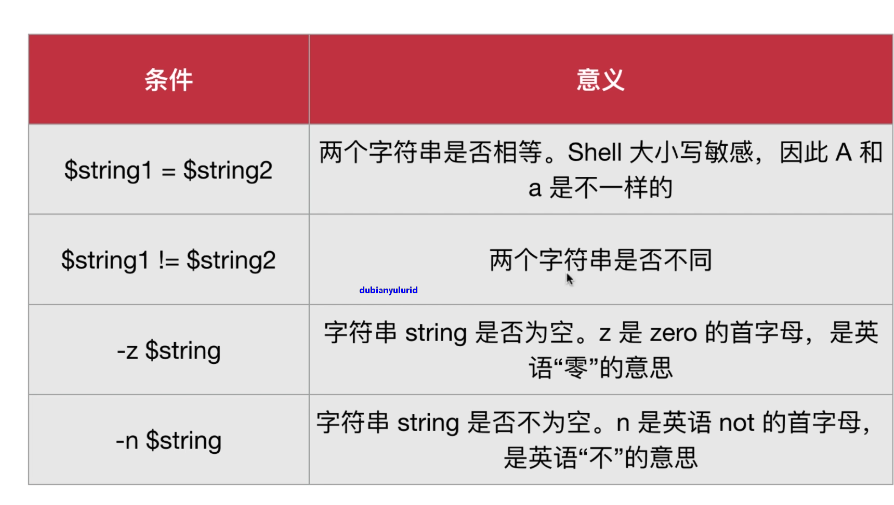 条件
意义
$string1 = $string2
两个字符串是否相等。Shell 大小写敏感，因此 A 和
a 是不一样的
$string1 != $string2
两个字符串是否不同
dubianyulurid
-z $string
字符串 string 是否为空。z 是 zero 的首字母，是英
语“零”的意思
-n $string
字符串 string 是否不为空。n 是英语 not 的首字母，
是英语“不”的意思